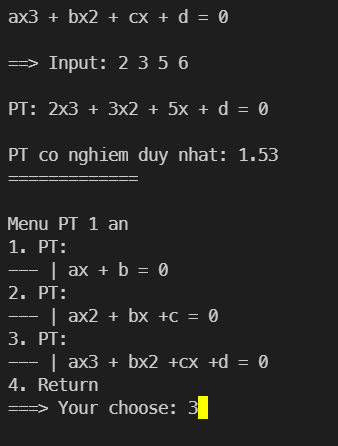 ax3 + bx2 + cx + d = 0
==> Input: 2 3 5 6
PT: 2x3 + 3x2 + 5x + d = 0
PT co nghiem duy nhat: 1.53
=============
Menu PT 1 an
1. PT:
--- | ax + b = 0
2. PT:
--- | ax2 + bx +c = 0
3. PT:
--- | ax3 + bx2 +cx +d = 0
4. Return
===> Your choose: 3